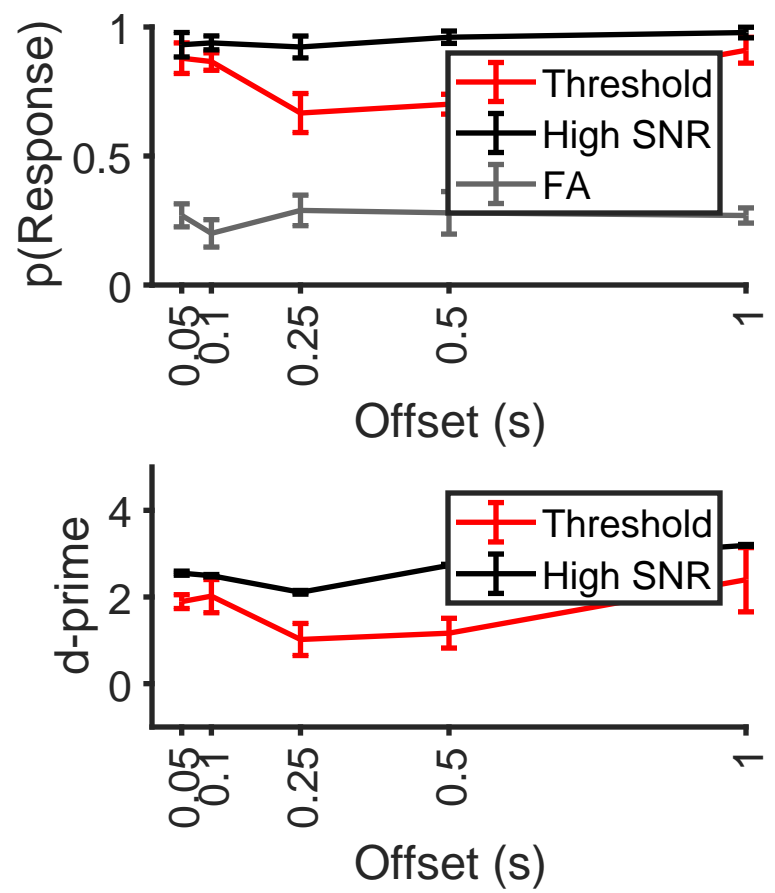 1
0.5
0
p(Response)
Threshold
High SNR
FA
0.05
0.1
0.25
0.5
1
Offset (s)
4
2
0
d-prime
Threshold
High SNR
0.05
0.1
0.25
0.5
1
Offset (s)